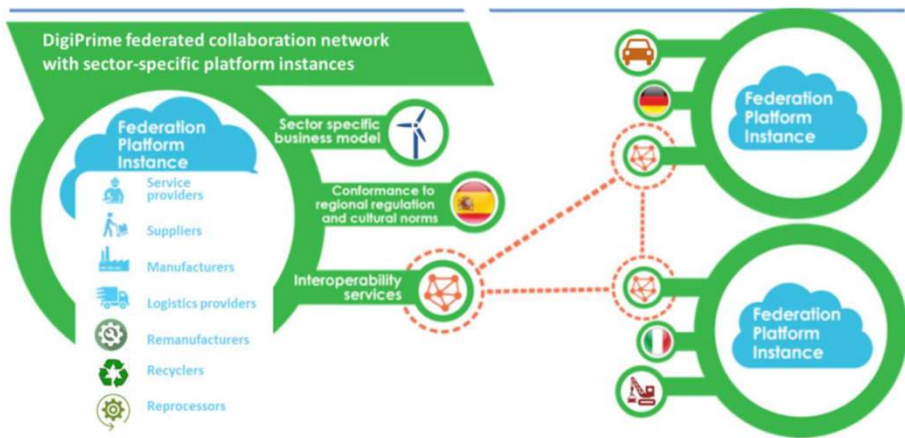 DigiPrime federated collaboration network
with sector-specific platform instances
Federation
Platform
Instance
Service
providers
Suppliers
Manufacturers
Logistics providers
Remanufacturers
Recyclers
Reprocessors
Sector specific
business model
Conformance to
regional regulation
and cultural norms
Interoperability
services
Federation
Platform
Instance
Federation
Platform
Instance